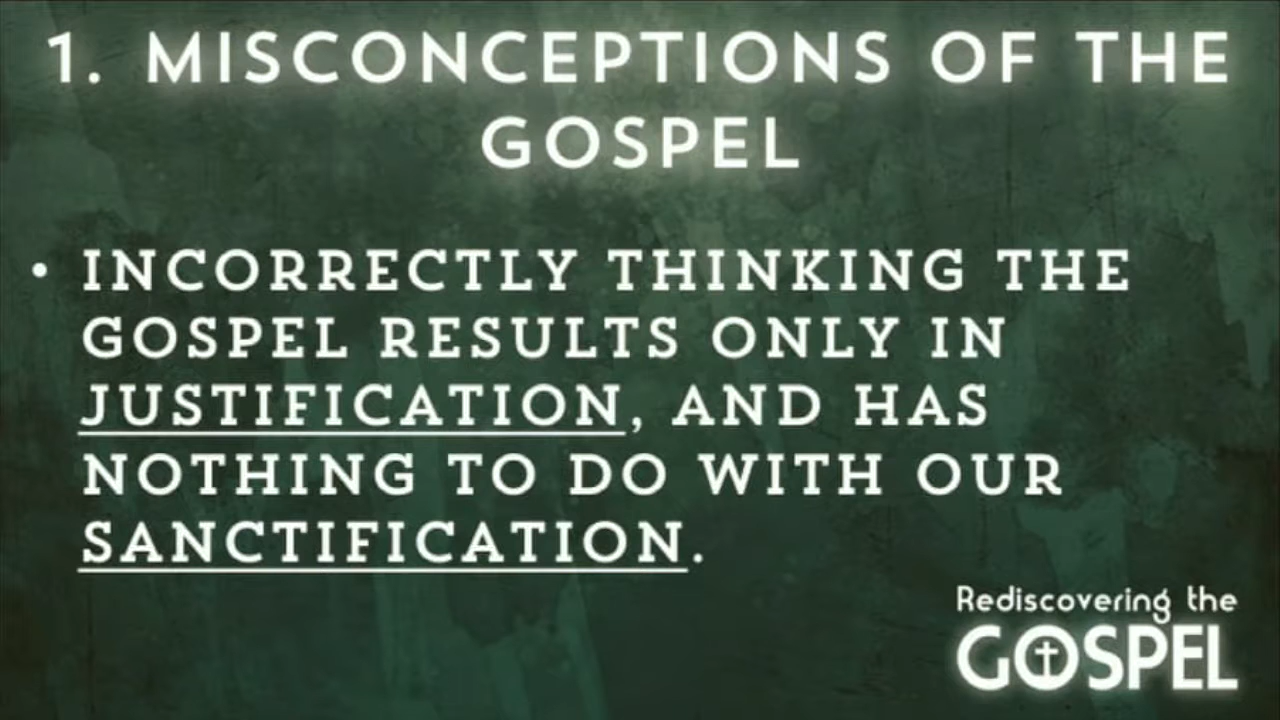 1. MISCONCEPTIONS OF THE
GOSPEL
• INCORRECTLY THINKING THE
GOSPEL RESULTS ONLY IN
JUSTIFICATION, AND HAS
NOTHING TO DO WITH OUR
SANCTIFICATION.
Rediscovering the
GOSPEL